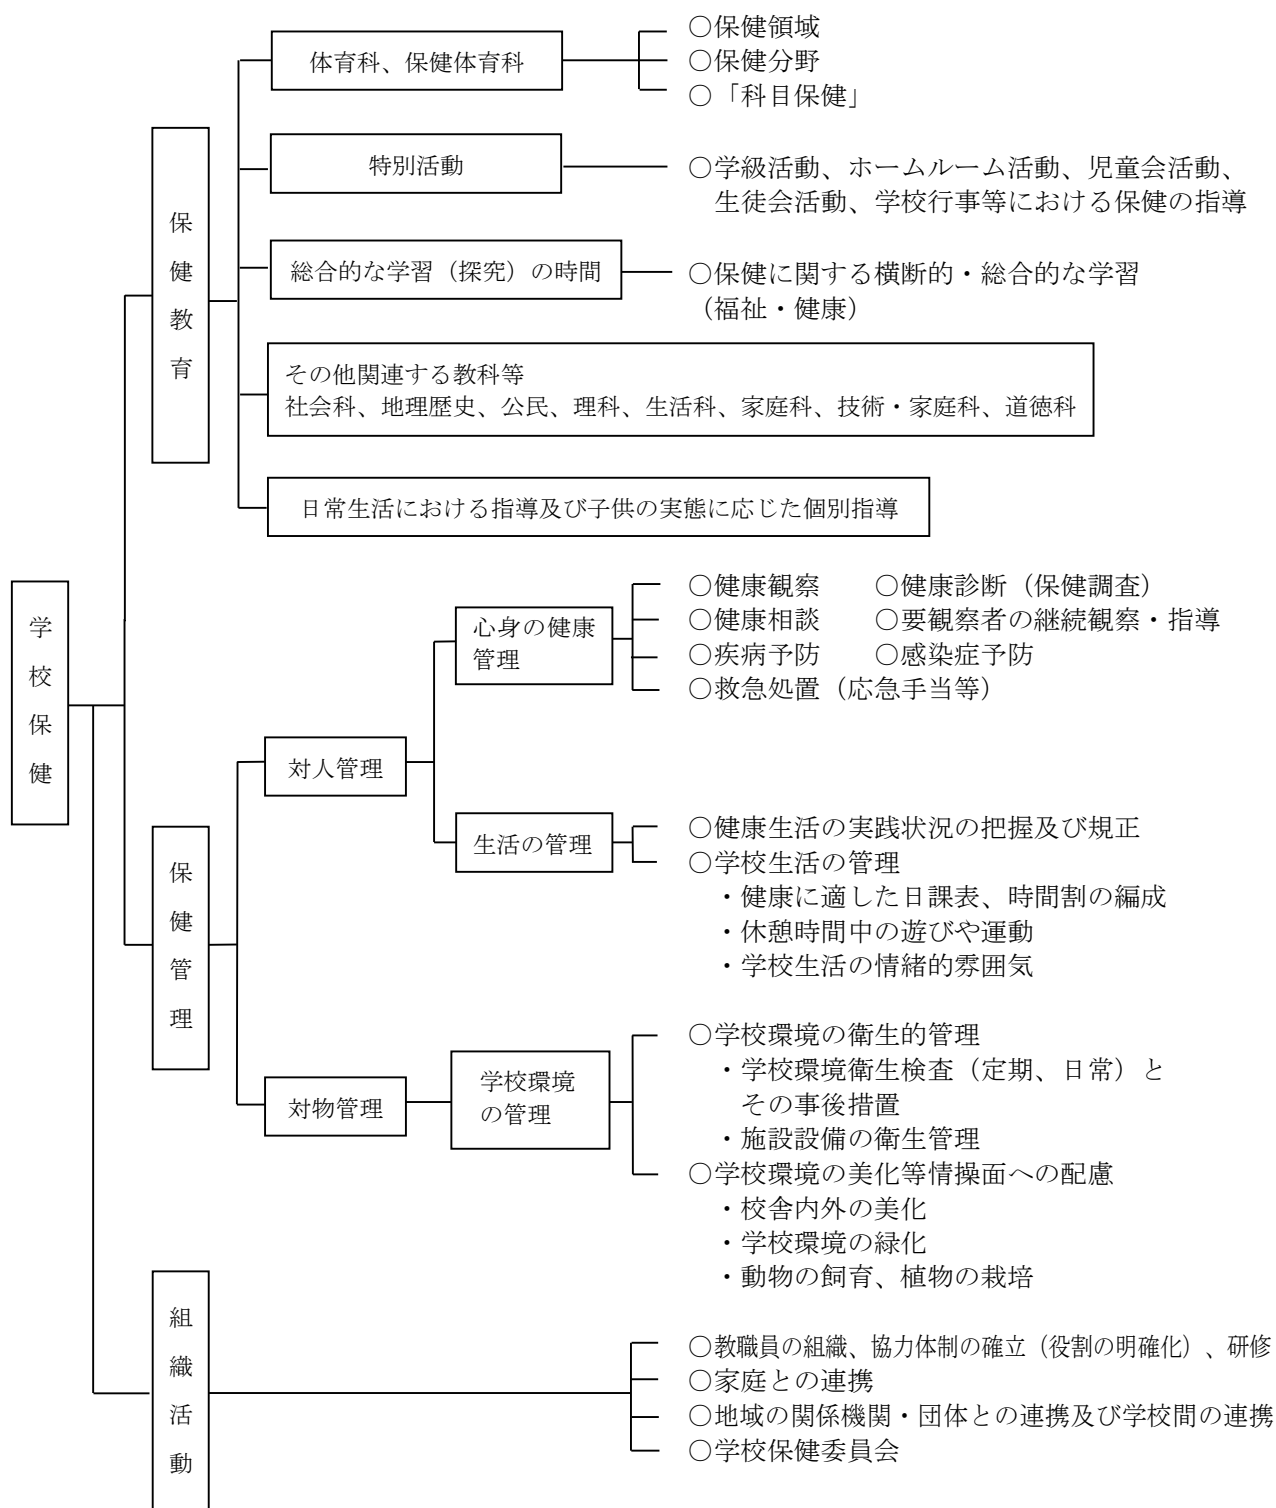 学校保健
保健教育
体育科、保健体育科
○保健領域
○保健分野
○「科目保健」
特別活動
○学級活動、ホームルーム活動、児童会活動、
生徒会活動、学校行事等における保健の指導
総合的な学習（探究）の時間
○保健に関する横断的・総合的な学習
（福祉・健康）
その他関連する教科等
社会科、地理歴史、公民、理科、生活科、家庭科、技術・家庭科、道徳科
日常生活における指導及び子供の実態に応じた個別指導
保健管理
対人管理
心身の健康
管理
○健康観察　　○健康診断（保健調査）
○健康相談　　○要観察者の継続観察・指導
○疾病予防　　○感染症予防
○救急処置（応急手当等）
生活の管理
○健康生活の実践状況の把握及び規正
○学校生活の管理
・健康に適した日課表、時間割の編成
・休憩時間中の遊びや運動
・学校生活の情緒的雰囲気
対物管理
学校環境
の管理
○学校環境の衛生的管理
・学校環境衛生検査（定期、日常）と
その事後措置
・施設設備の衛生管理
○学校環境の美化等情操面への配慮
・校舎内外の美化
・学校環境の緑化
・動物の飼育、植物の栽培
組織活動
○教職員の組織、協力体制の確立（役割の明確化）、研修
○家庭との連携
○地域の関係機関・団体との連携及び学校間の連携
○学校保健委員会